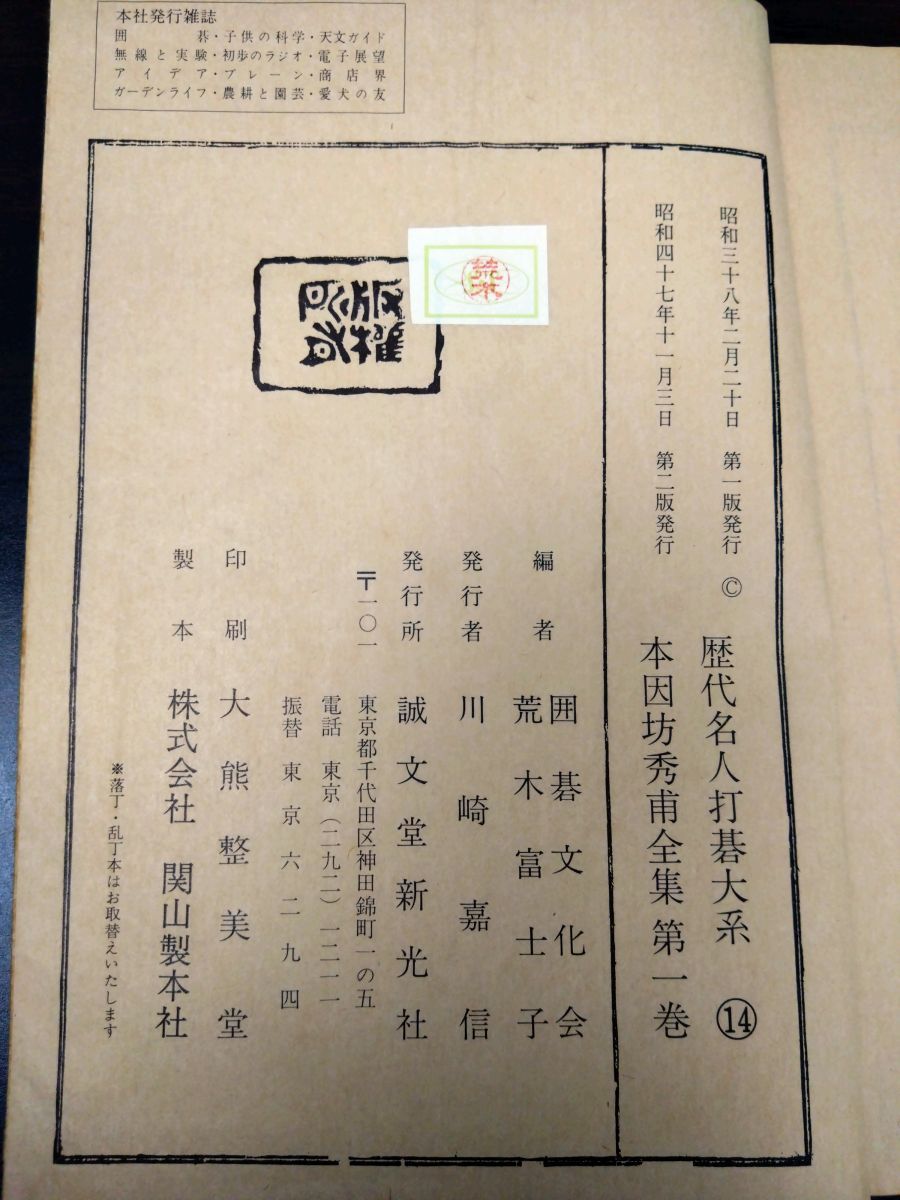 本社発行雑誌
囲碁・子供の科学・天文ガイド
無線と実験・初歩のラジオ・電子展望
アイデア・ブレーン・商店界
ガーデンライフ・農耕と園芸・愛犬の友
昭和三十八年二月二十日 第一版発行 ©
昭和四十七年十一月三日 第二版発行
歴代名人打碁大系 ⑭
本因坊秀甫全集 第一巻
編者 囲碁文化会
荒木富士子
発行者 川崎嘉信
発行所 誠文堂新光社
〒一〇一 東京都千代田区神田錦町一の五
電話 東京(二九二)一二一一
振替 東京 六二九四
印刷 大熊整美堂
製本 株式会社 関山製本社
※落丁・乱丁本はお取替えいたします
版權所有
荒木